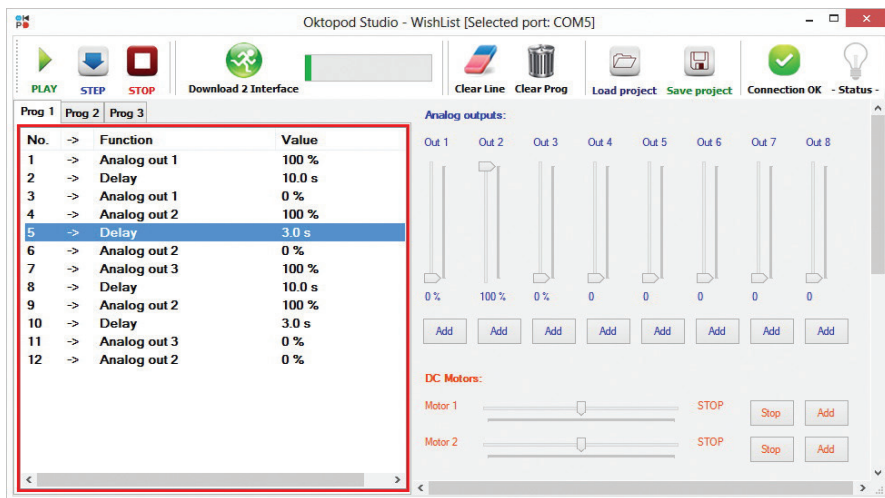 Oktopod Studio - WishList [Selected port: COM5]
PLAY STEP STOP Download 2 Interface Clear Line Clear Prog Load project Save project Connection OK - Status -
Prog 1 Prog 2 Prog 3
No. -> Function Value
1 -> Analog out 1 100 %
2 -> Delay 10.0 s
3 -> Analog out 1 0 %
4 -> Analog out 2 100 %
5 -> Delay 3.0 s
6 -> Analog out 2 0 %
7 -> Analog out 3 100 %
8 -> Delay 10.0 s
9 -> Analog out 2 100 %
10 -> Delay 3.0 s
11 -> Analog out 3 0 %
12 -> Analog out 2 0 %
Analog outputs:
Out 1 Out 2 Out 3 Out 4 Out 5 Out 6 Out 7 Out 8
0 % 100 % 0 % 0 0 0 0 0
Add Add Add Add Add Add Add Add
DC Motors:
Motor 1 STOP Stop Add
Motor 2 STOP Stop Add